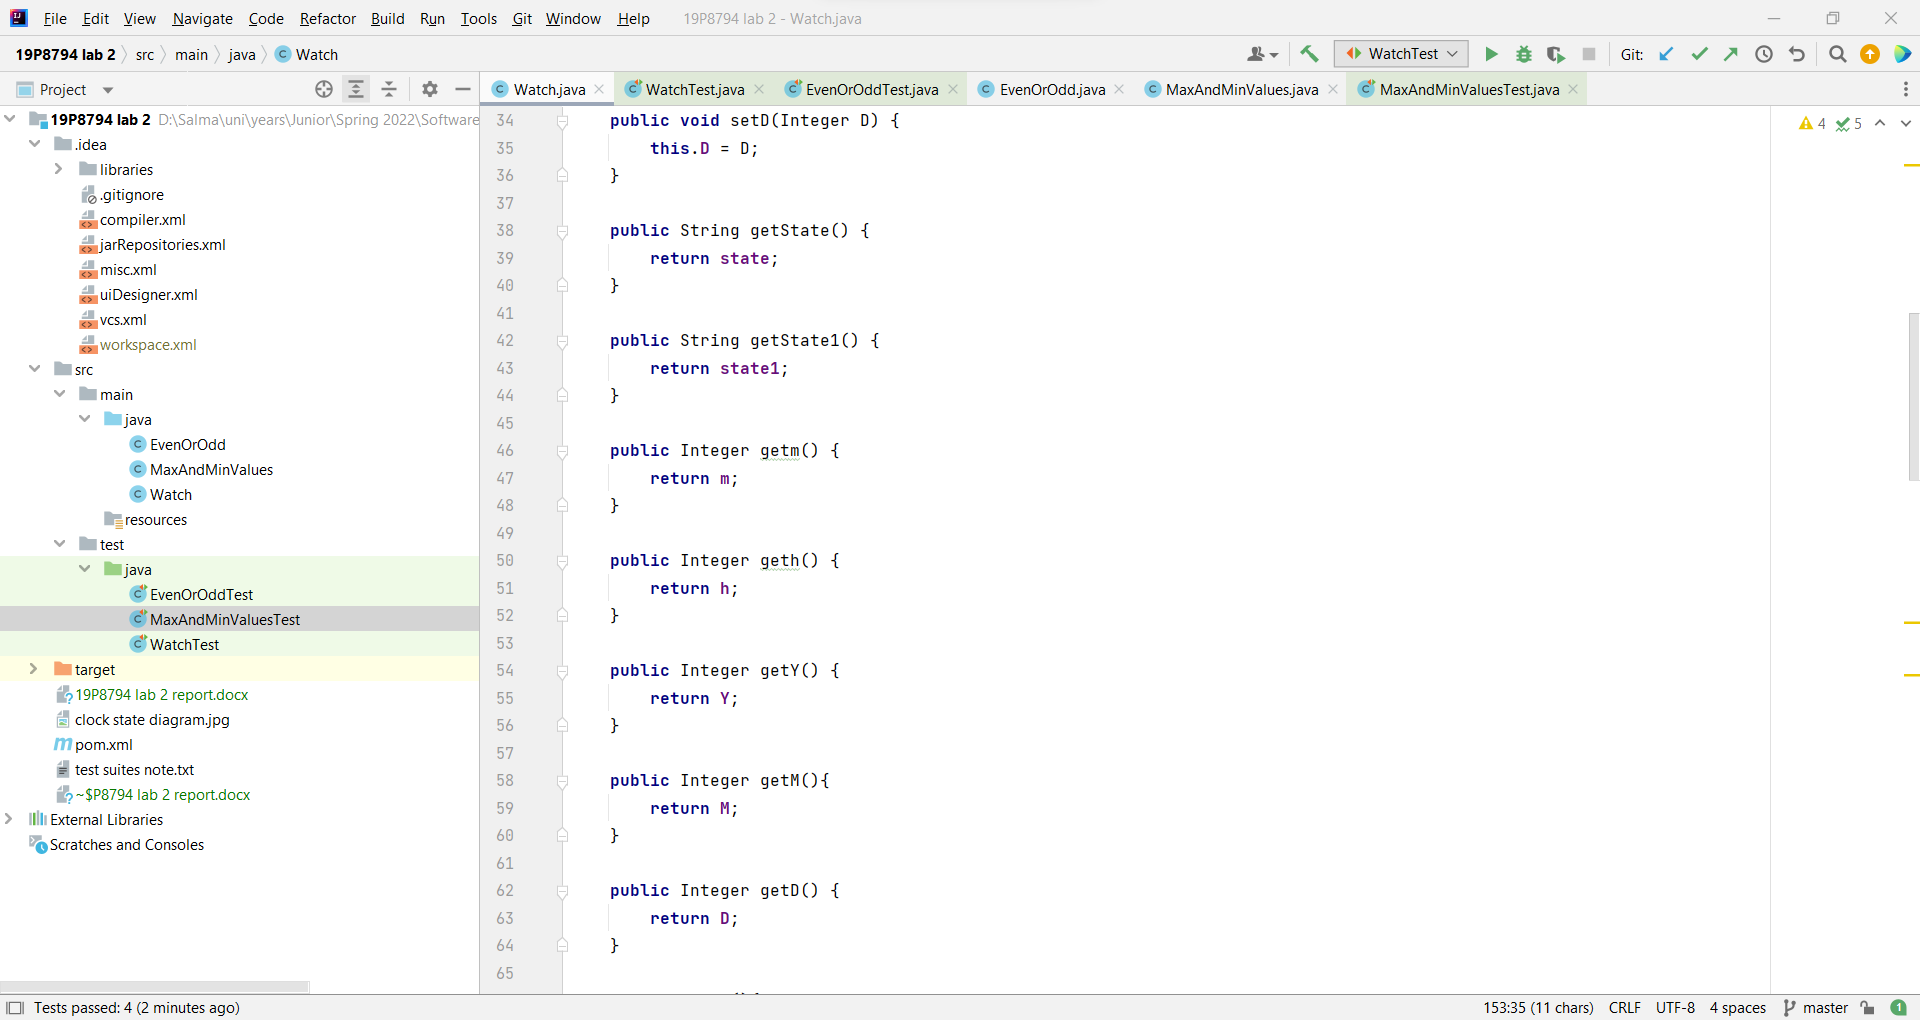 File Edit View Navigate Code Refactor Build Run Tools Git Window Help 19P8794 lab 2 - Watch.java
19P8794 lab 2 src main java Watch WatchTest Git:
Project Watch.java WatchTest.java EvenOrOddTest.java EvenOrOdd.java MaxAndMinValues.java MaxAndMinValuesTest.java
19P8794 lab 2 D:\Salma\uni\years\Junior\Spring 2022\Software
.idea
libraries
.gitignore
compiler.xml
jarRepositories.xml
misc.xml
uiDesigner.xml
vcs.xml
workspace.xml
src
main
java
EvenOrOdd
MaxAndMinValues
Watch
resources
test
java
EvenOrOddTest
MaxAndMinValuesTest
WatchTest
target
19P8794 lab 2 report.docx
clock state diagram.jpg
pom.xml
test suites note.txt
~$P8794 lab 2 report.docx
External Libraries
Scratches and Consoles
4 5
34 public void setD(Integer D) {
35 this.D = D;
36 }
37
38 public String getState() {
39 return state;
40 }
41
42 public String getState1() {
43 return state1;
44 }
45
46 public Integer getm() {
47 return m;
48 }
49
50 public Integer geth() {
51 return h;
52 }
53
54 public Integer getY() {
55 return Y;
56 }
57
58 public Integer getM(){
59 return M;
60 }
61
62 public Integer getD() {
63 return D;
64 }
65
Tests passed: 4 (2 minutes ago) 153:35 (11 chars) CRLF UTF-8 4 spaces master 1